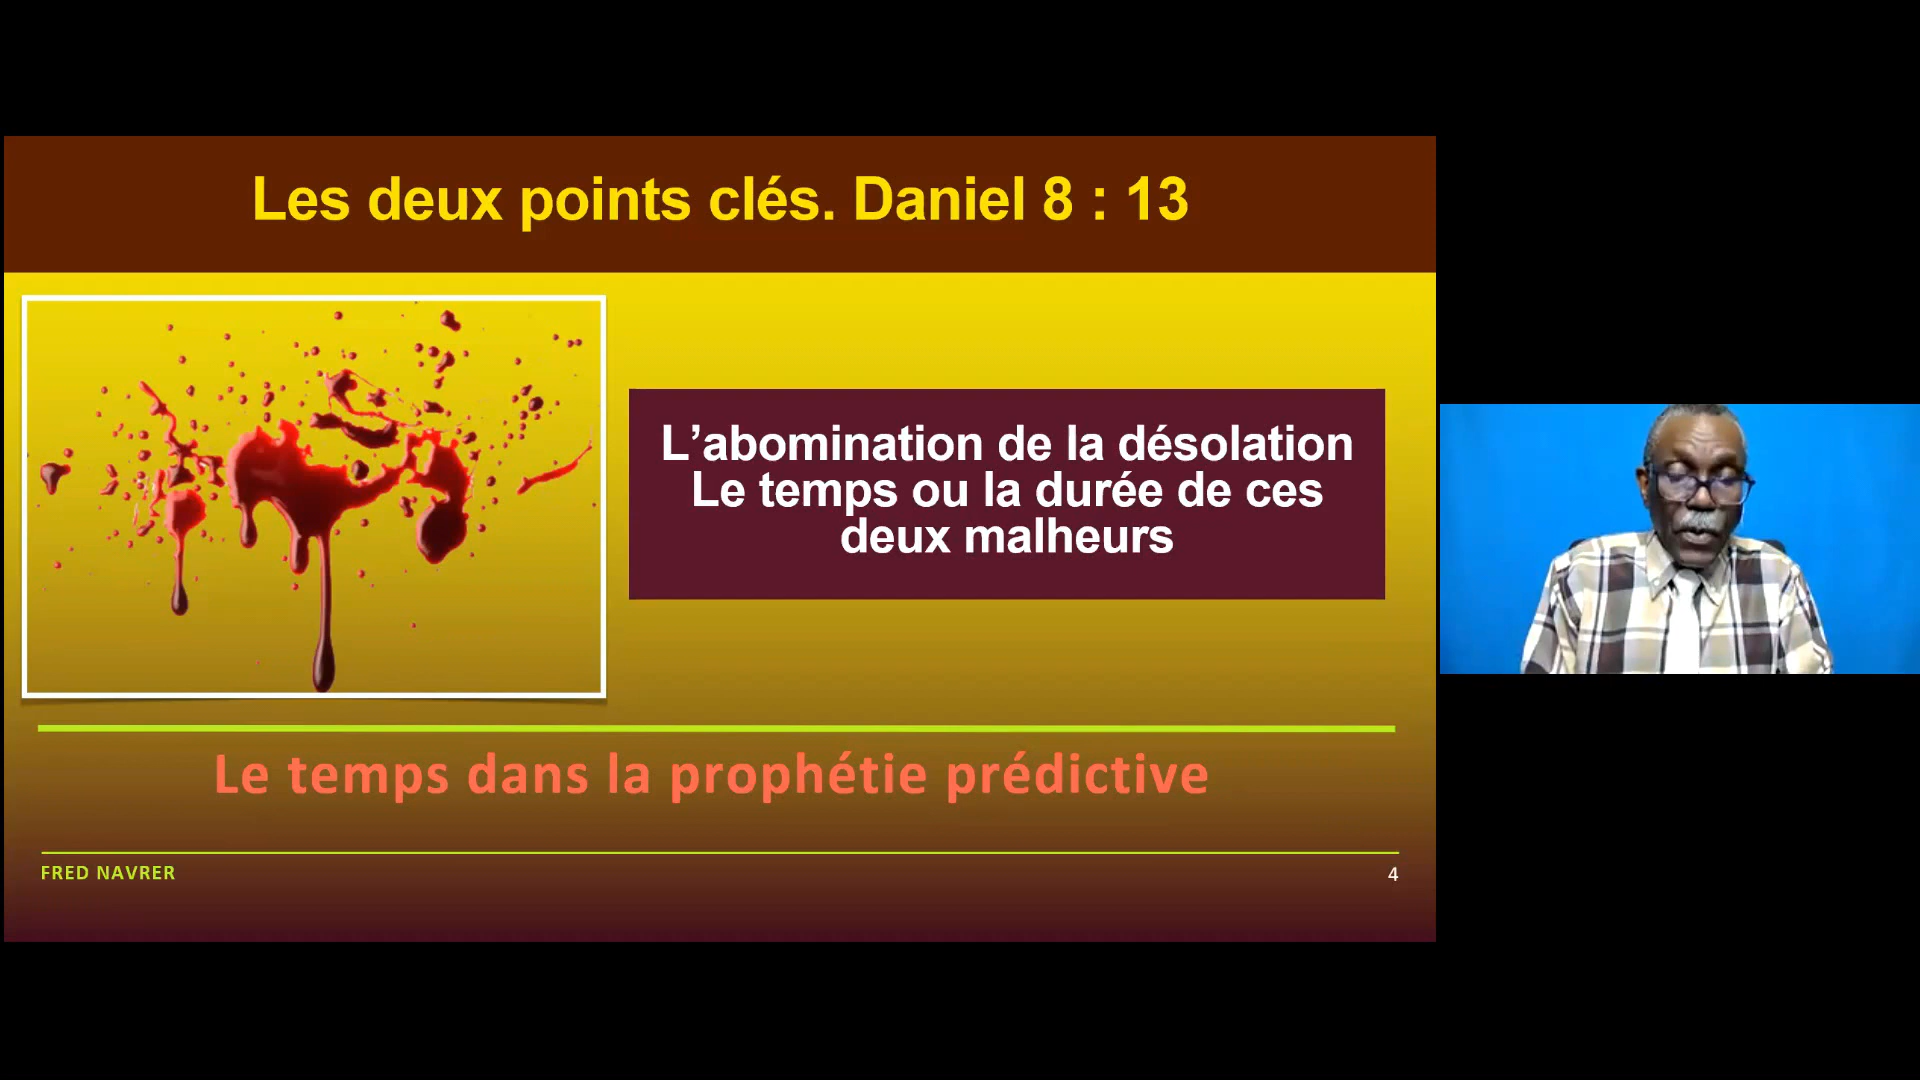 Les deux points clés. Daniel 8 : 13
L’abomination de la désolation
Le temps ou la durée de ces
deux malheurs
Le temps dans la prophétie prédictive
FRED NAVRER
4